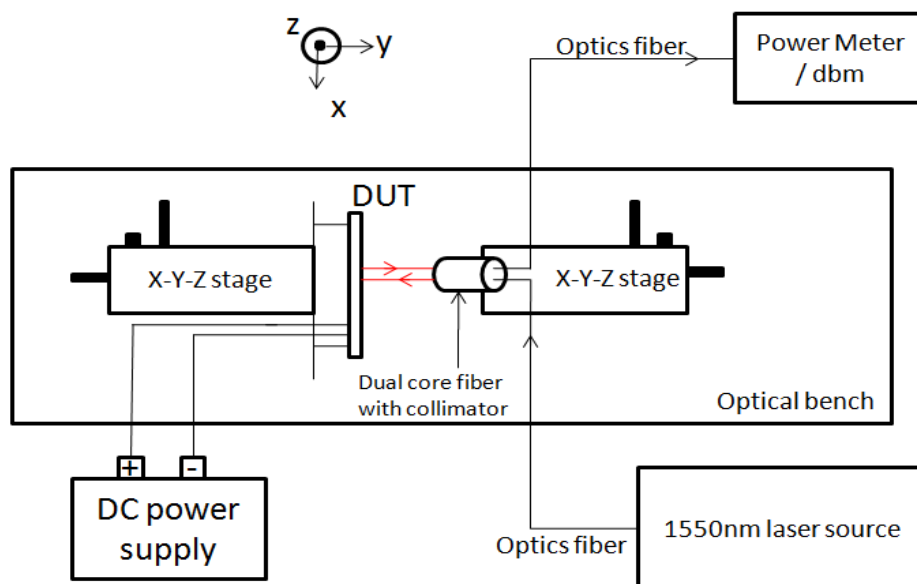 z
y
x
Optics fiber
Power Meter
/ dbm
DUT
X-Y-Z stage
X-Y-Z stage
Dual core fiber
with collimator
Optical bench
+
-
DC power
supply
Optics fiber
1550nm laser source